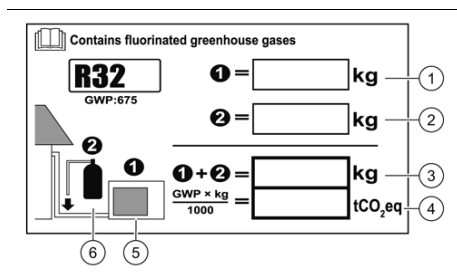 Contains fluorinated greenhouse gases
R32
GWP:675
❶ = kg ①
❷ = kg ②
❶ + ❷ = kg ③
GWP × kg
1000
= tCO₂eq ④
❷
❶
⑥ ⑤